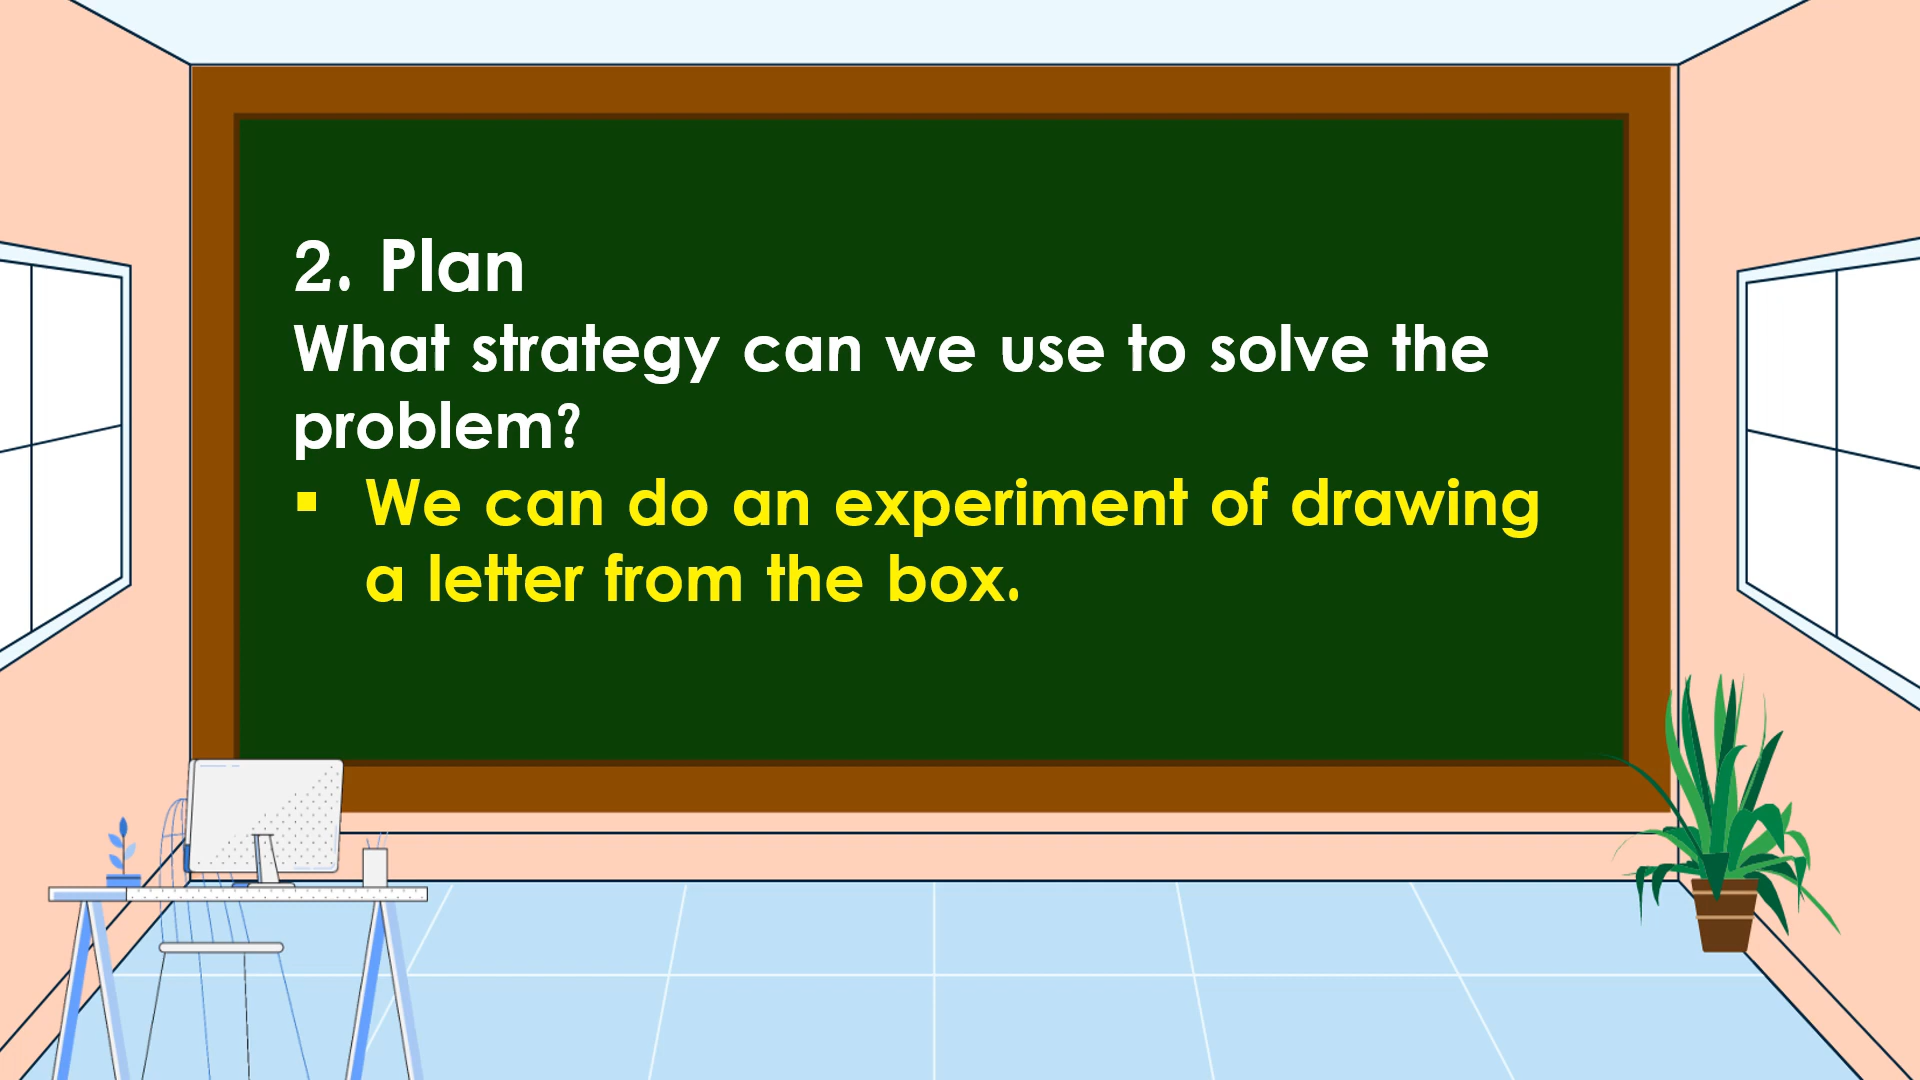 2. Plan
What strategy can we use to solve the
problem?
▪ We can do an experiment of drawing
a letter from the box.